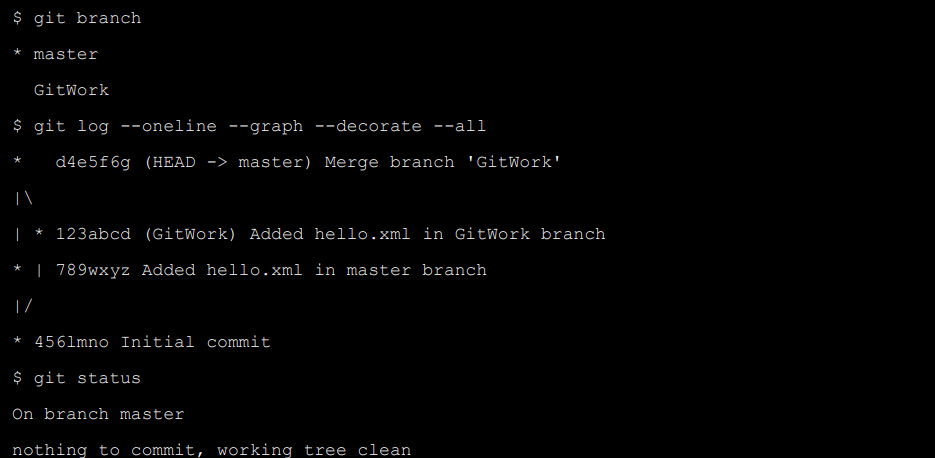 $ git branch
* master
  GitWork
$ git log --oneline --graph --decorate --all
*   d4e5f6g (HEAD -> master) Merge branch 'GitWork'
|\
| * 123abcd (GitWork) Added hello.xml in GitWork branch
* | 789wxyz Added hello.xml in master branch
|/
* 456lmno Initial commit
$ git status
On branch master
nothing to commit, working tree clean